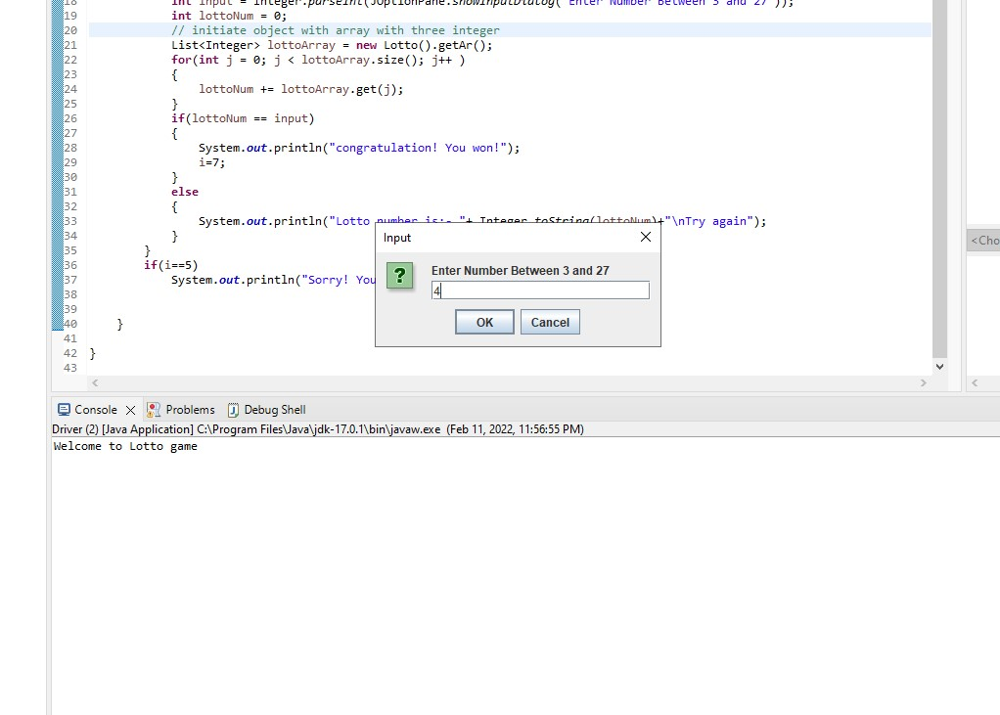 18 int input = Integer.parseInt(JOptionPane.showInputDialog("Enter Number Between 3 and 27"));
19 int lottoNum = 0;
20 // initiate object with array with three integer
21 List<Integer> lottoArray = new Lotto().getAr();
22 for(int j = 0; j < lottoArray.size(); j++ )
23 {
24 lottoNum += lottoArray.get(j);
25 }
26 if(lottoNum == input)
27 {
28 System.out.println("congratulation! You won!");
29 i=7;
30 }
31 else
32 {
33 System.out.println("Lotto number is:- "+ Integer.toString(lottoNum)+"\nTry again");
34 }
35 }
36 if(i==5)
37 System.out.println("Sorry! You
38
39
40 }
41
42 }
43
Input
Enter Number Between 3 and 27
4
OK Cancel
<Cho
Console Problems Debug Shell
Driver (2) [Java Application] C:\Program Files\Java\jdk-17.0.1\bin\javaw.exe (Feb 11, 2022, 11:56:55 PM)
Welcome to Lotto game